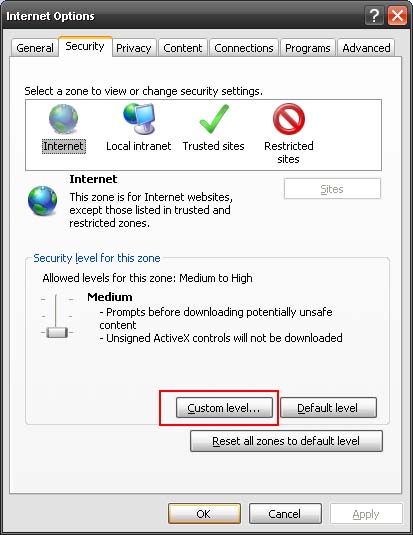 Internet Options
General Security Privacy Content Connections Programs Advanced
Select a zone to view or change security settings.
Internet Local intranet Trusted sites Restricted
sites
Internet
Sites
This zone is for Internet websites,
except those listed in trusted and
restricted zones.
Security level for this zone
Allowed levels for this zone: Medium to High
Medium
- Prompts before downloading potentially unsafe
content
- Unsigned ActiveX controls will not be downloaded
Custom level... Default level
Reset all zones to default level
OK Cancel Apply